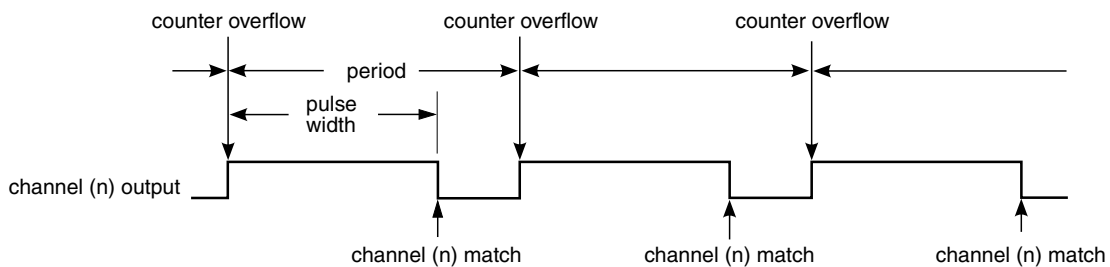 counter overflow
counter overflow
counter overflow
period
pulse
width
channel (n) output
channel (n) match
channel (n) match
channel (n) match